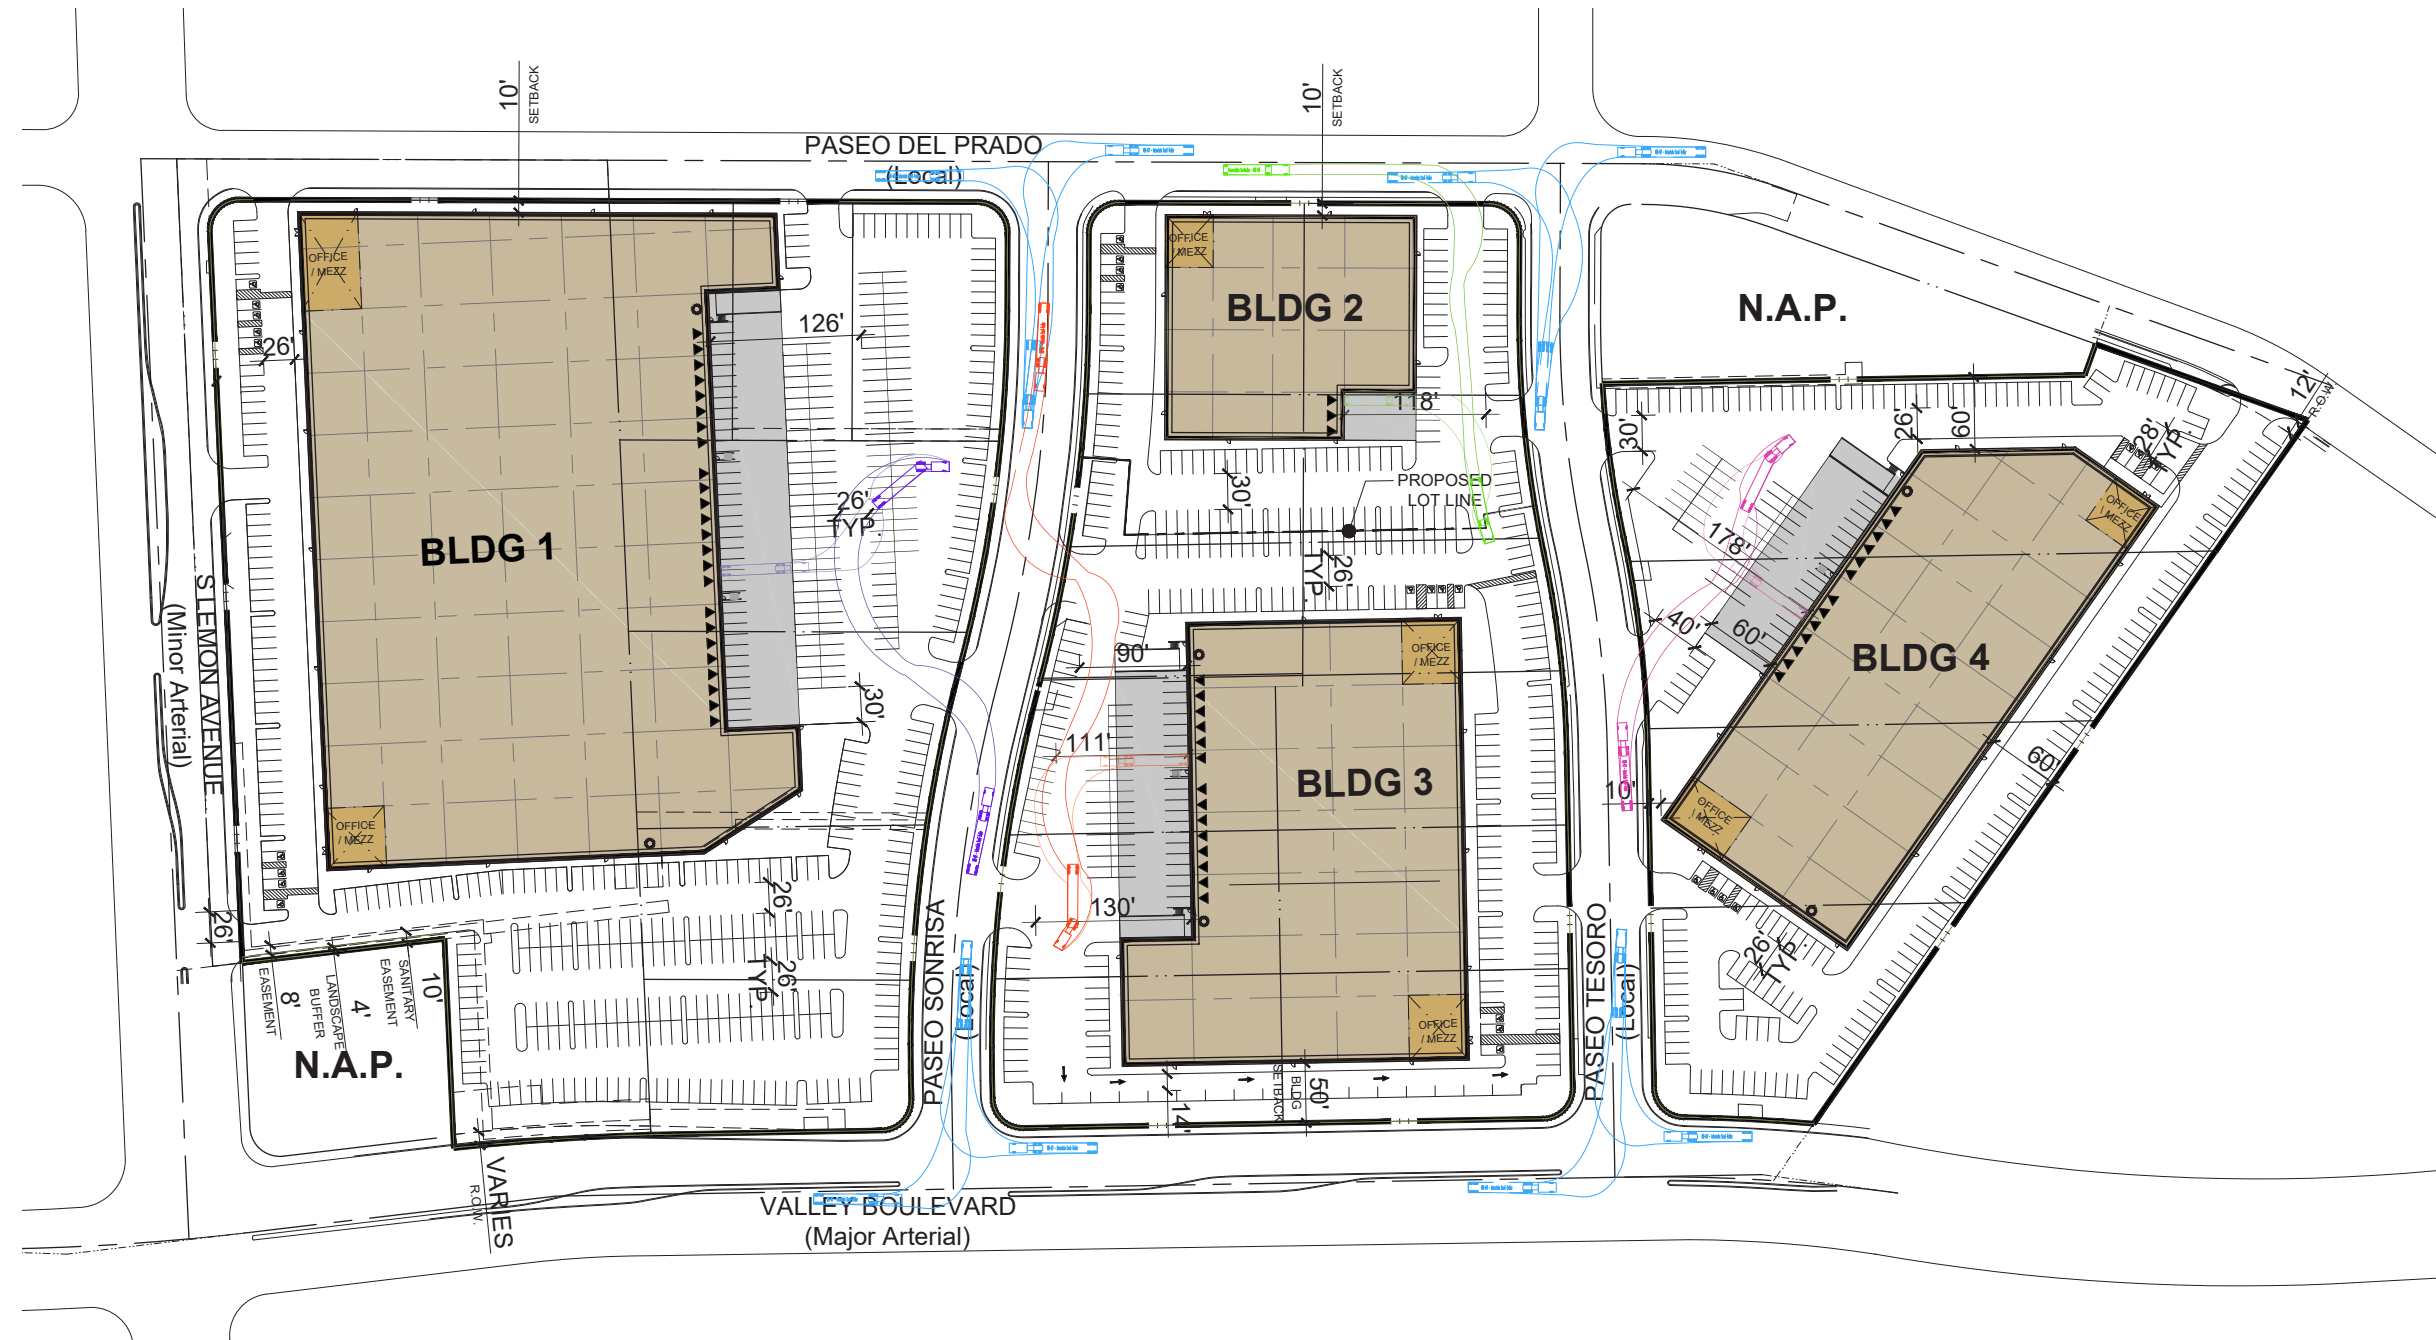 10'
SETBACK
10'
SETBACK
PASEO DEL PRADO
(Local)
OFFICE
/ MEZZ
126'
26'
BLDG 1
26'
TYP.
30'
OFFICE
/ MEZZ
S LEMON AVENUE
(Minor Arterial)
26'
26'
26'
TYP.
8'
EASEMENT
4'
LANDSCAPE
BUFFER
10'
SANITARY
EASEMENT
N.A.P.
VARIES
R.O.W.
OFFICE
/ MEZZ
BLDG 2
118'
30'
PROPOSED
LOT LINE
26'
TYP.
90'
OFFICE
/ MEZZ
111'
BLDG 3
130'
OFFICE
/ MEZZ
PASEO SONRISA
(Local)
14'
50'
BLDG
SETBACK
PASEO TESORO
(Local)
VALLEY BOULEVARD
(Major Arterial)
N.A.P.
12'
R.O.W.
30'
26'
60'
28'
TYP.
OFFICE
/ MEZZ
178'
40'
60'
BLDG 4
60'
10'
OFFICE
/ MEZZ
26'
TYP.